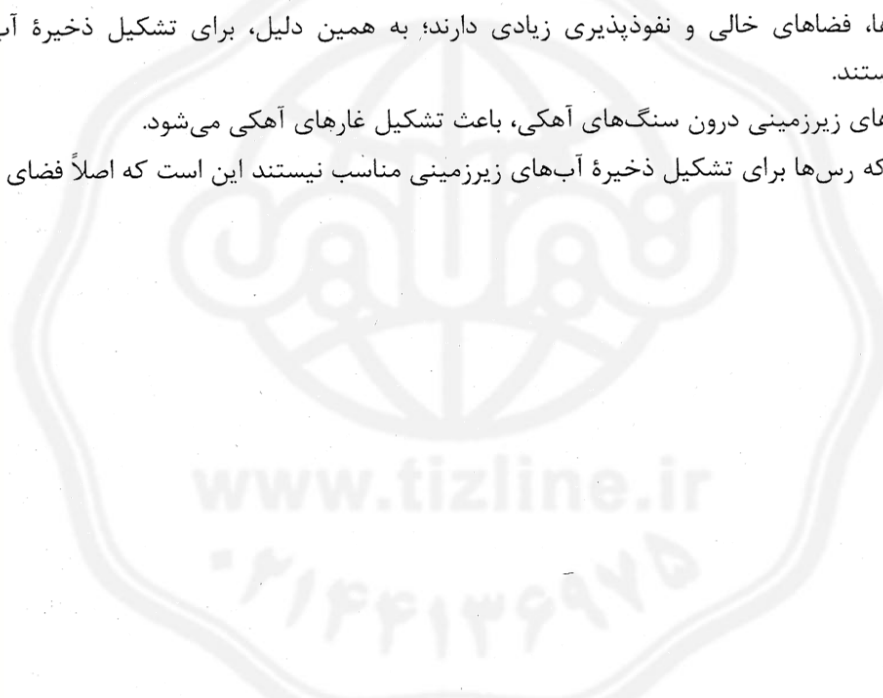 ها، فضاهای خالی و نفوذپذیری زیادی دارند؛ به همین دلیل، برای تشکیل ذخیرهٔ آب
ستند.
های زیرزمینی درون سنگ‌های آهکی، باعث تشکیل غارهای آهکی می‌شود.
که رس‌ها برای تشکیل ذخیرهٔ آب‌های زیرزمینی مناسب نیستند این است که اصلاً فضای
www.tizline.ir
۰۲۱۴۴۱۳۶۹۷۵